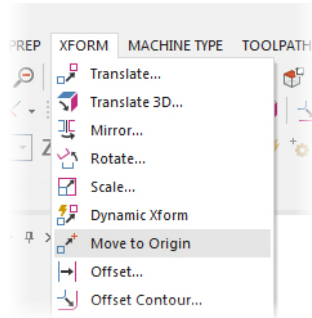 PREP XFORM MACHINE TYPE TOOLPATH
Translate...
Translate 3D...
Mirror...
Rotate...
Scale...
Dynamic Xform
Move to Origin
Offset...
Offset Contour...